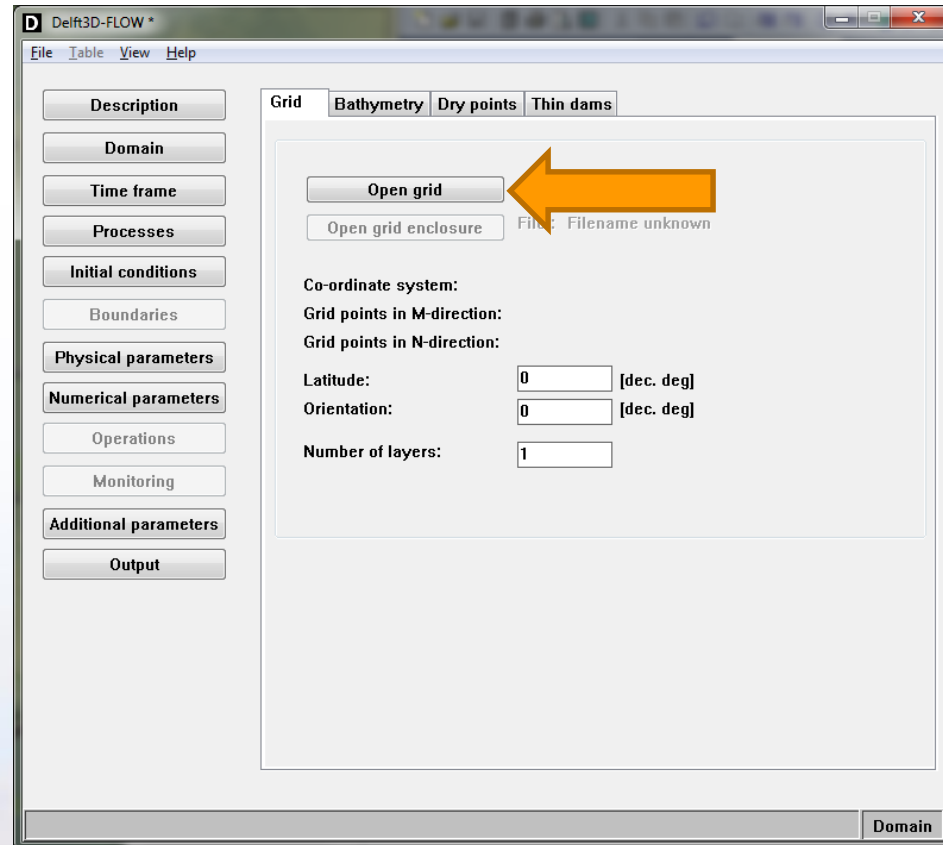 D Delft3D-FLOW *
File Table View Help
Description
Domain
Time frame
Processes
Initial conditions
Boundaries
Physical parameters
Numerical parameters
Operations
Monitoring
Additional parameters
Output
Grid Bathymetry Dry points Thin dams
Open grid
Open grid enclosure Filename unknown
Co-ordinate system:
Grid points in M-direction:
Grid points in N-direction:
Latitude: 0 [dec. deg]
Orientation: 0 [dec. deg]
Number of layers: 1
Domain